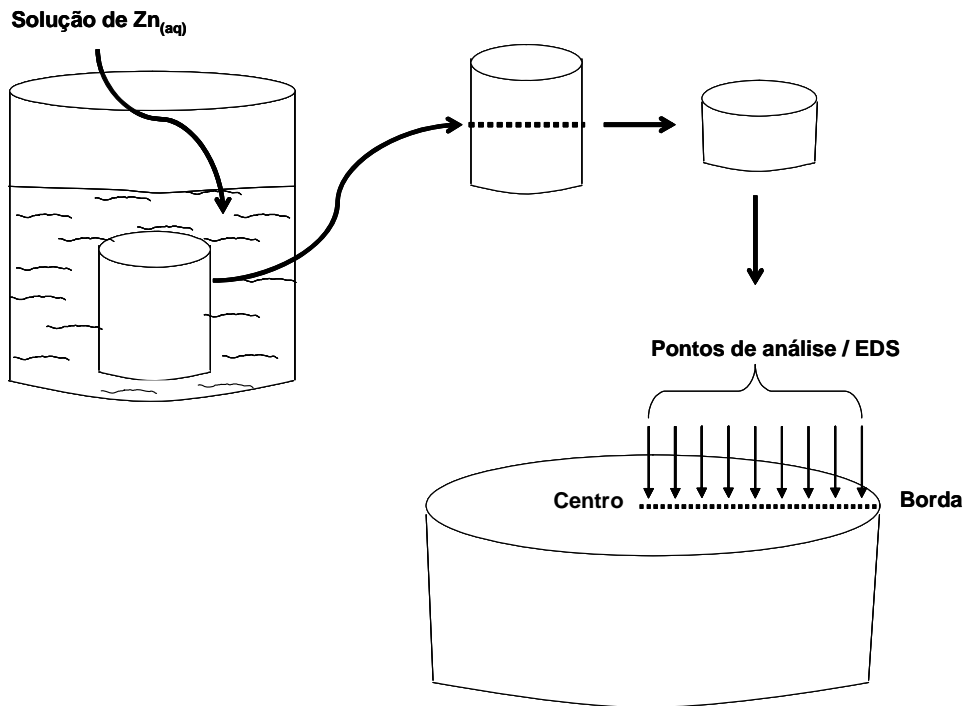 Solução de Zn(aq)
Pontos de análise / EDS
Centro
Borda